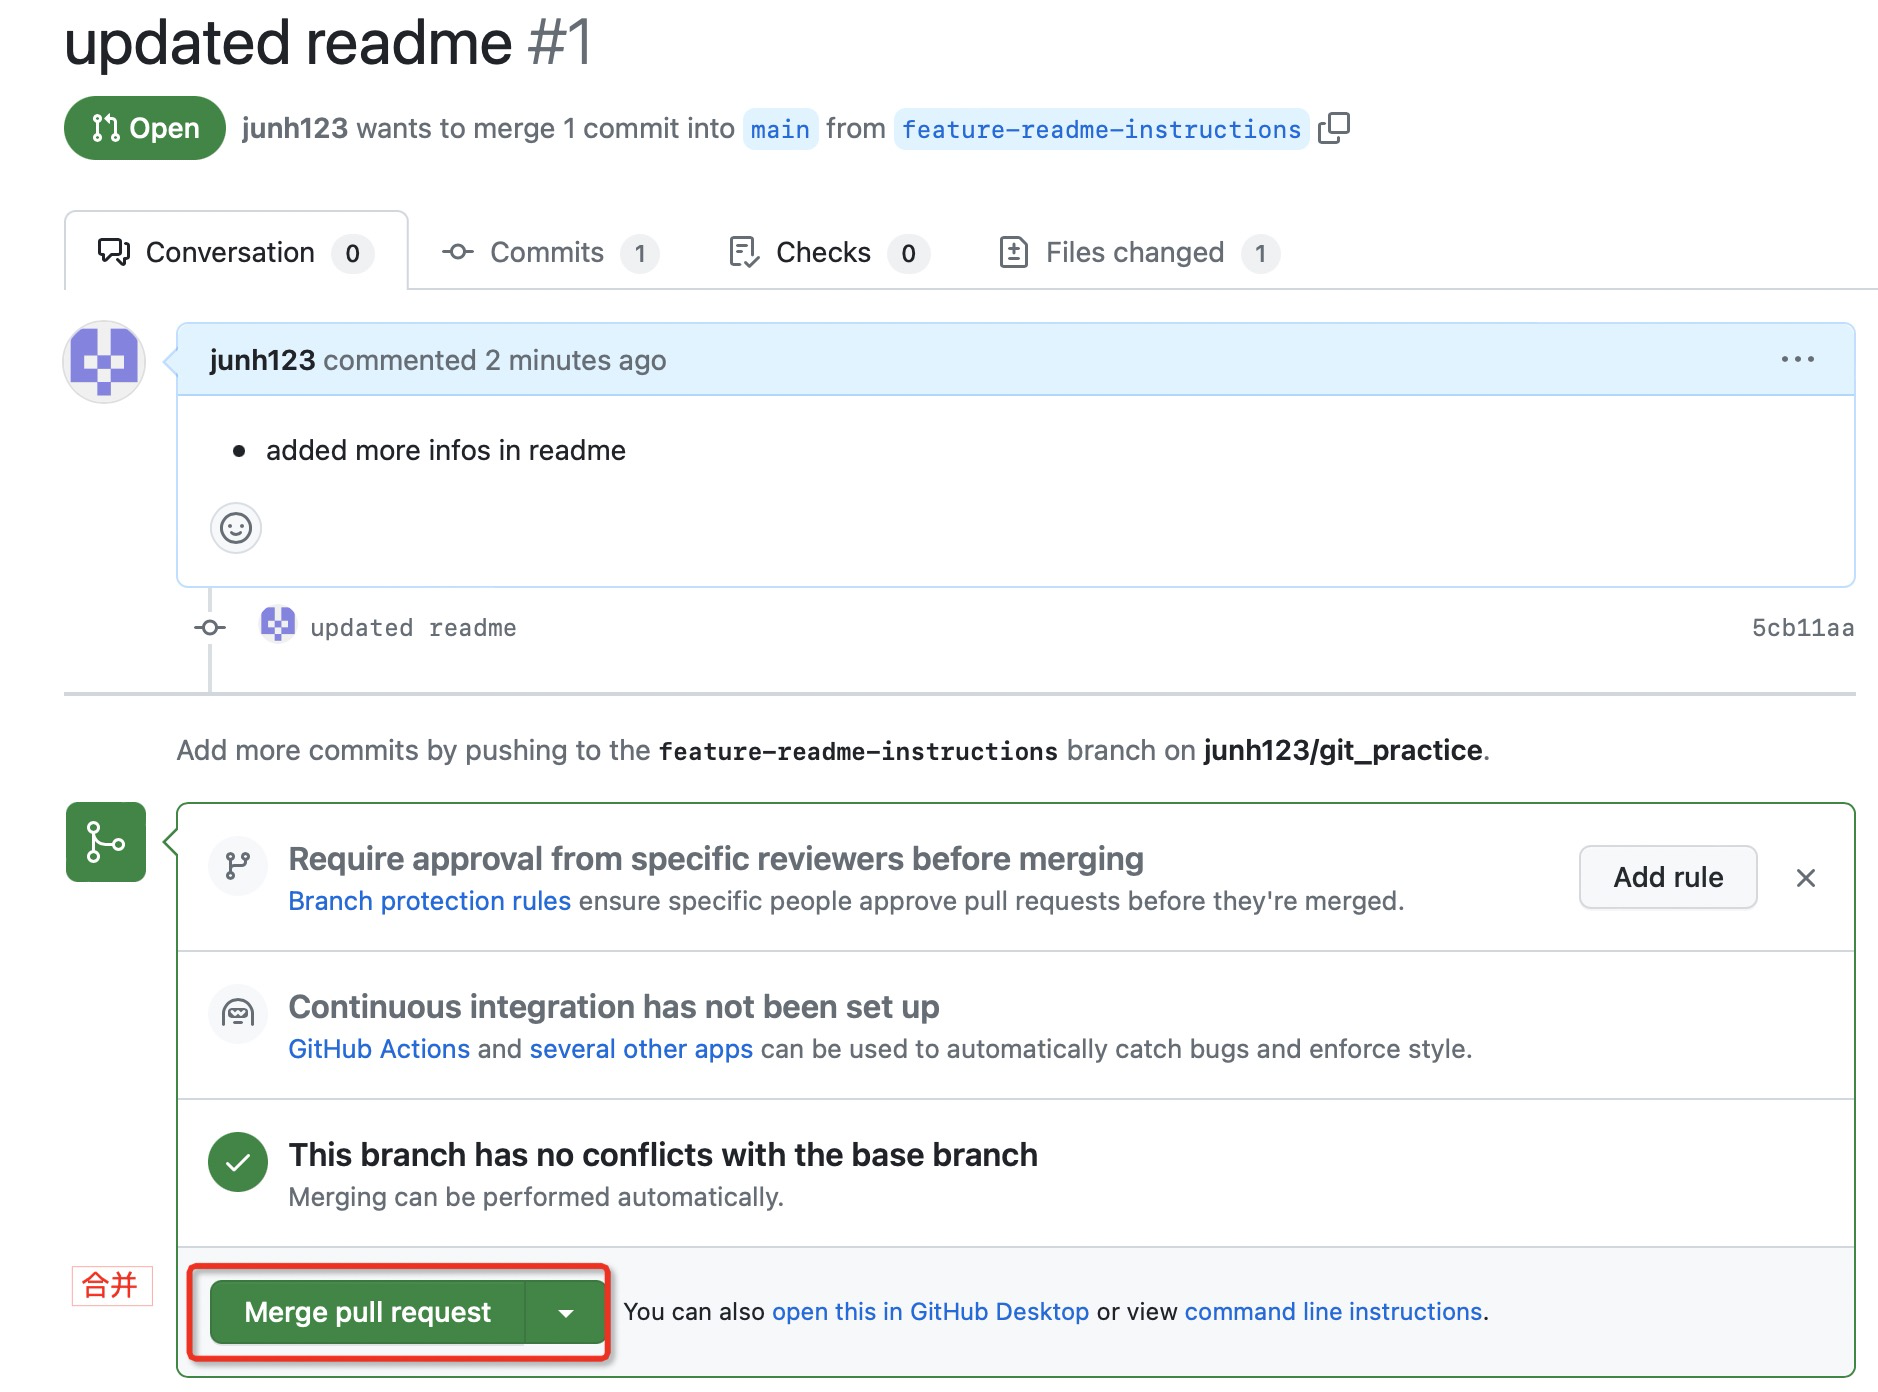 updated readme #1
Open junh123 wants to merge 1 commit into main from feature-readme-instructions
Conversation 0 Commits 1 Checks 0 Files changed 1
junh123 commented 2 minutes ago
added more infos in readme
updated readme 5cb11aa
Add more commits by pushing to the feature-readme-instructions branch on junh123/git_practice.
Require approval from specific reviewers before merging
Branch protection rules ensure specific people approve pull requests before they're merged.
Add rule
Continuous integration has not been set up
GitHub Actions and several other apps can be used to automatically catch bugs and enforce style.
This branch has no conflicts with the base branch
Merging can be performed automatically.
合并
Merge pull request You can also open this in GitHub Desktop or view command line instructions.